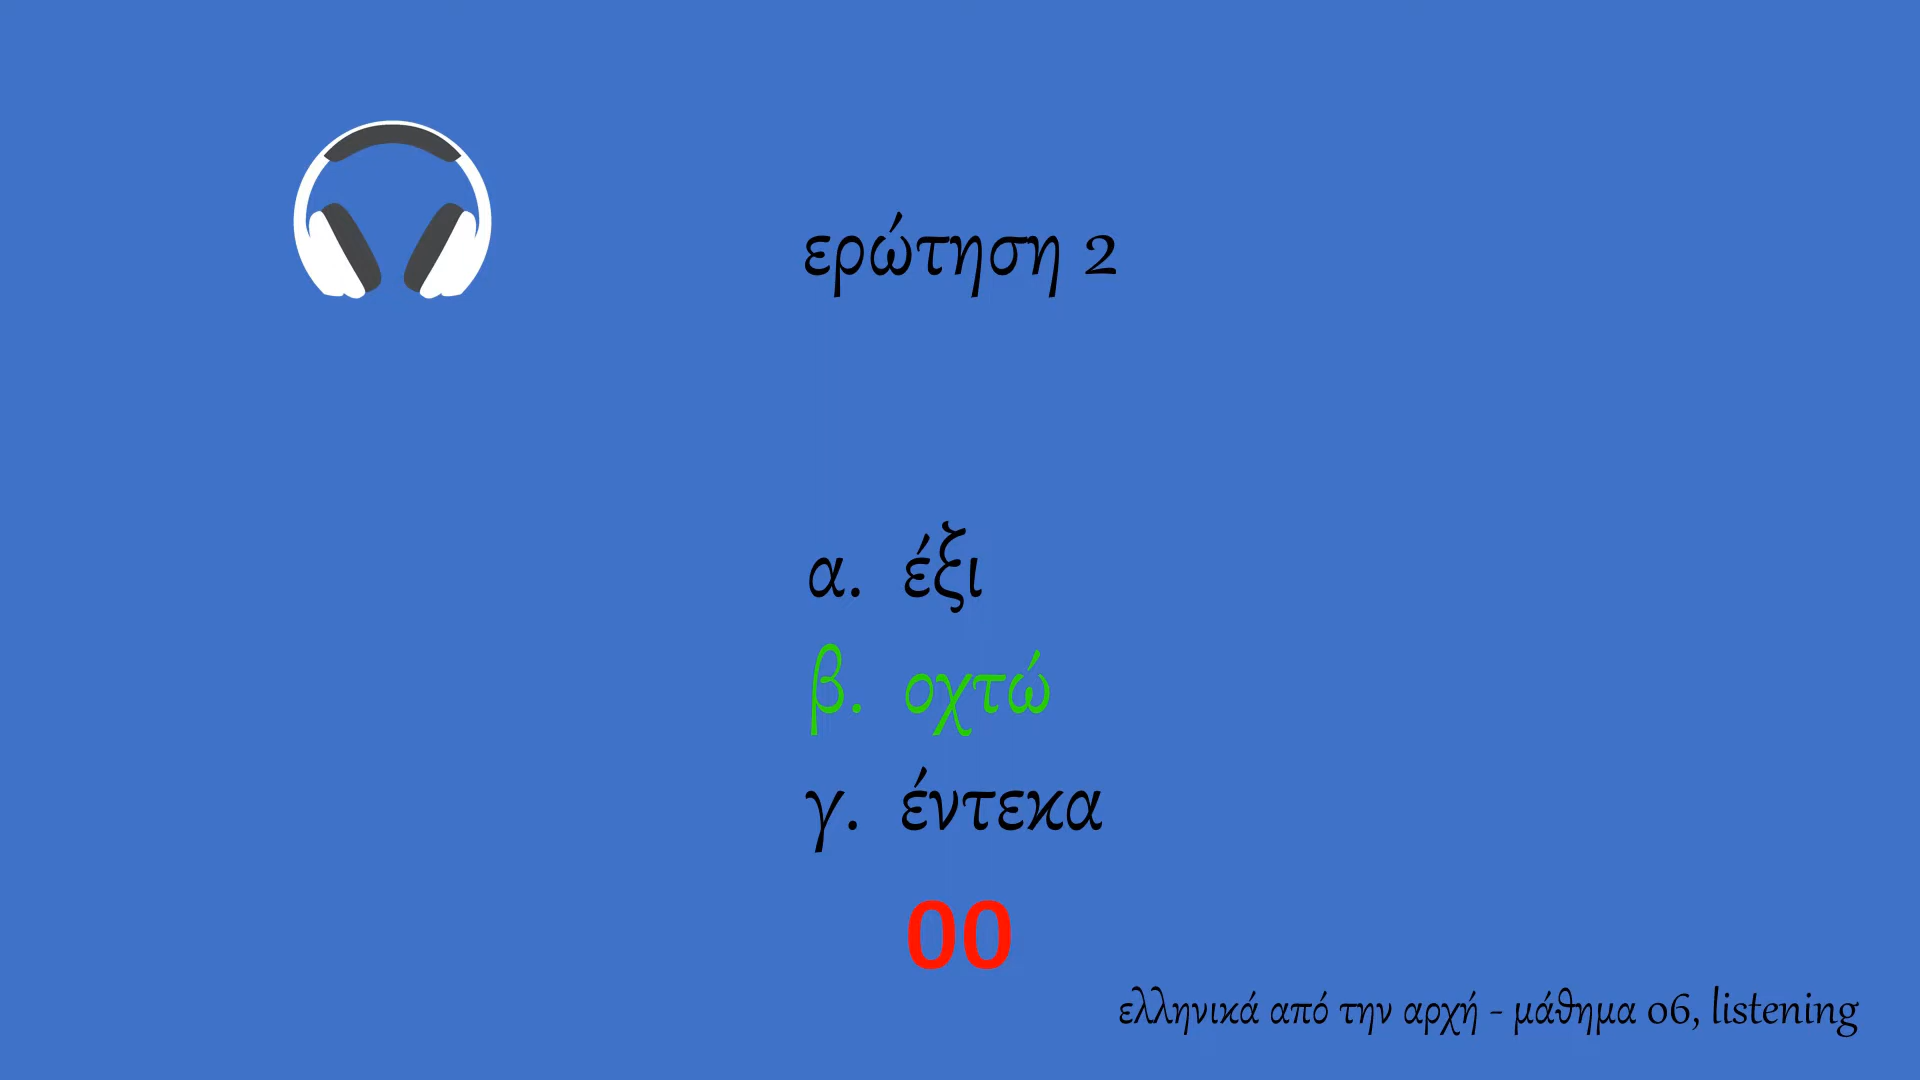 ερώτηση 2
α. έξι
β. οχτώ
γ. έντεκα
00
ελληνικά από την αρχή - μάθημα 06, listening